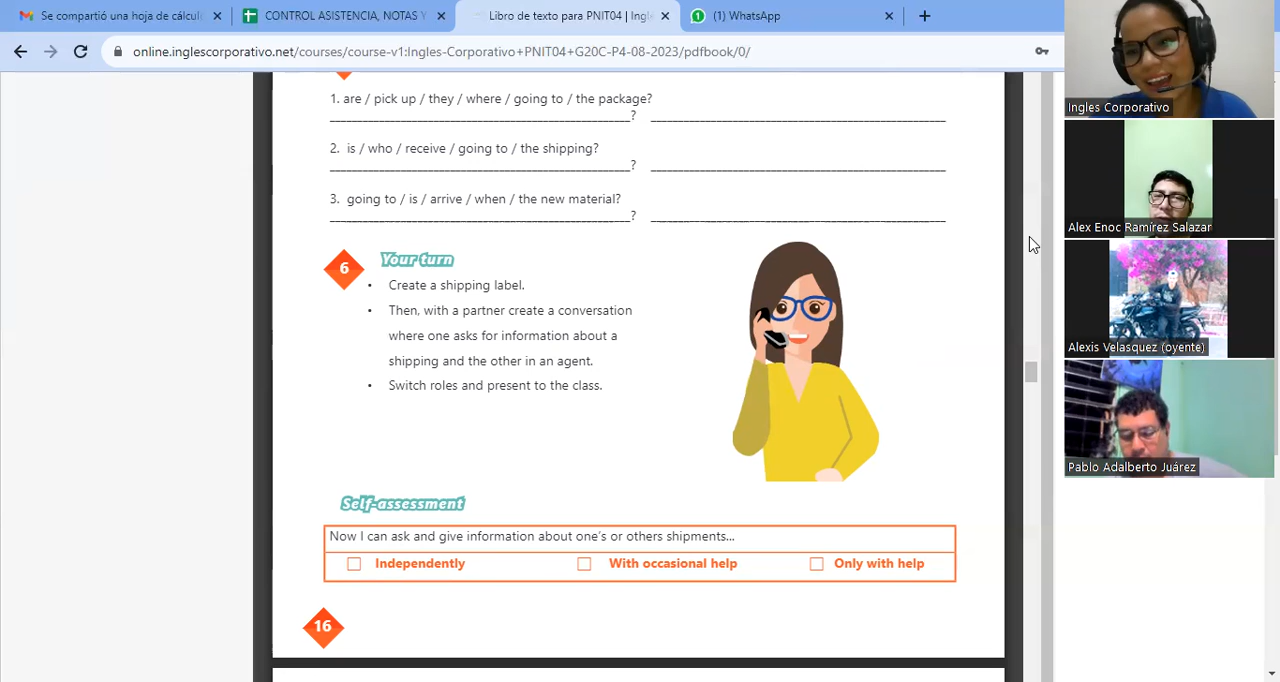 Se compartió una hoja de cálcul
CONTROL ASISTENCIA, NOTAS Y
Libro de texto para PNIT04 | Ingl
(1) WhatsApp
online.inglescorporativo.net/courses/course-v1:Ingles-Corporativo+PNIT04+G20C-P4-08-2023/pdfbook/0/
1. are / pick up / they / where / going to / the package?
?
2. is / who / receive / going to / the shipping?
?
3. going to / is / arrive / when / the new material?
?
6 Your turn
• Create a shipping label.
• Then, with a partner create a conversation
where one asks for information about a
shipment and the other in an agent.
• Switch roles and present to the class.
Self-assessment
Now I can ask and give information about one's or others shipments...
Independently With occasional help Only with help
16
Ingles Corporativo
Alex Enoc Ramírez Salazar
Alexis Velasquez (oyente)
Pablo Adalberto Juárez